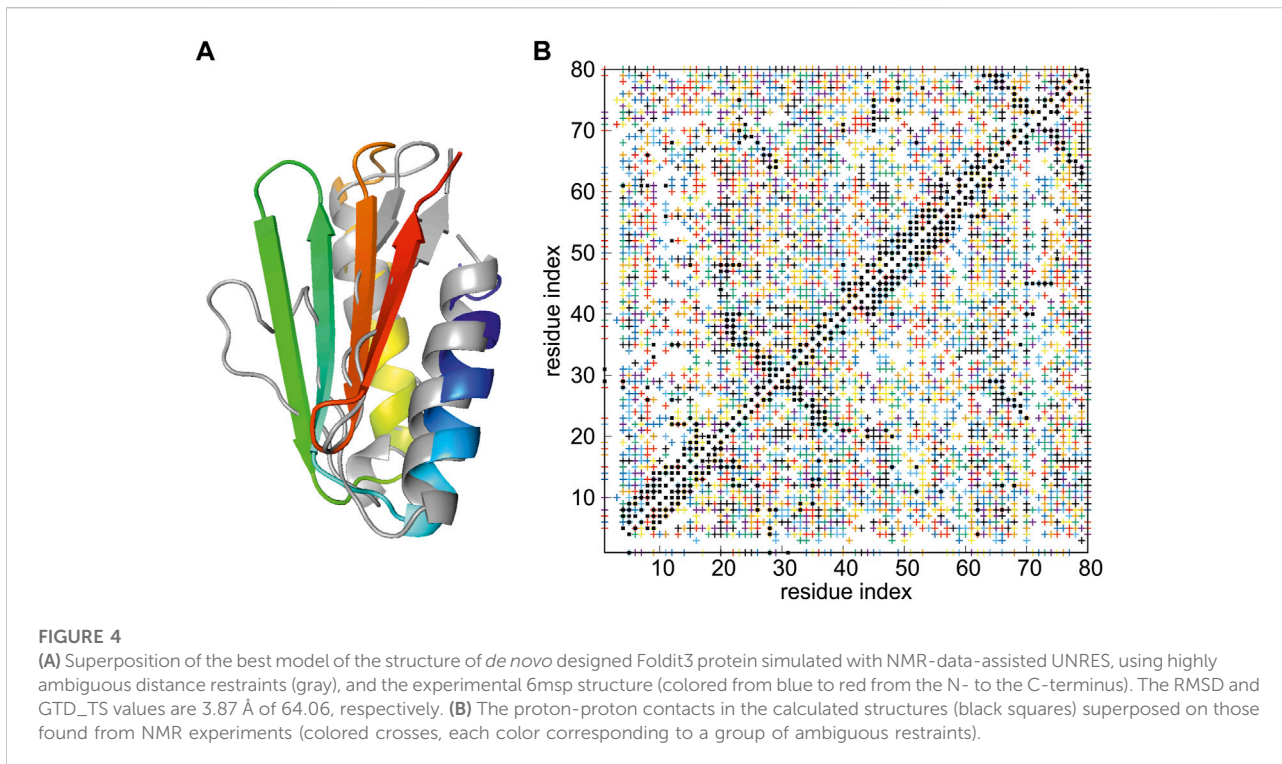 A
B
80
70
60
50
40
30
20
10
residue index
10 20 30 40 50 60 70 80
residue index
FIGURE 4
(A) Superposition of the best model of the structure of de novo designed Foldit3 protein simulated with NMR-data-assisted UNRES, using highly
ambiguous distance restraints (gray), and the experimental 6msp structure (colored from blue to red from the N- to the C-terminus). The RMSD and
GTD_TS values are 3.87 Å of 64.06, respectively. (B) The proton-proton contacts in the calculated structures (black squares) superposed on those
found from NMR experiments (colored crosses, each color corresponding to a group of ambiguous restraints).